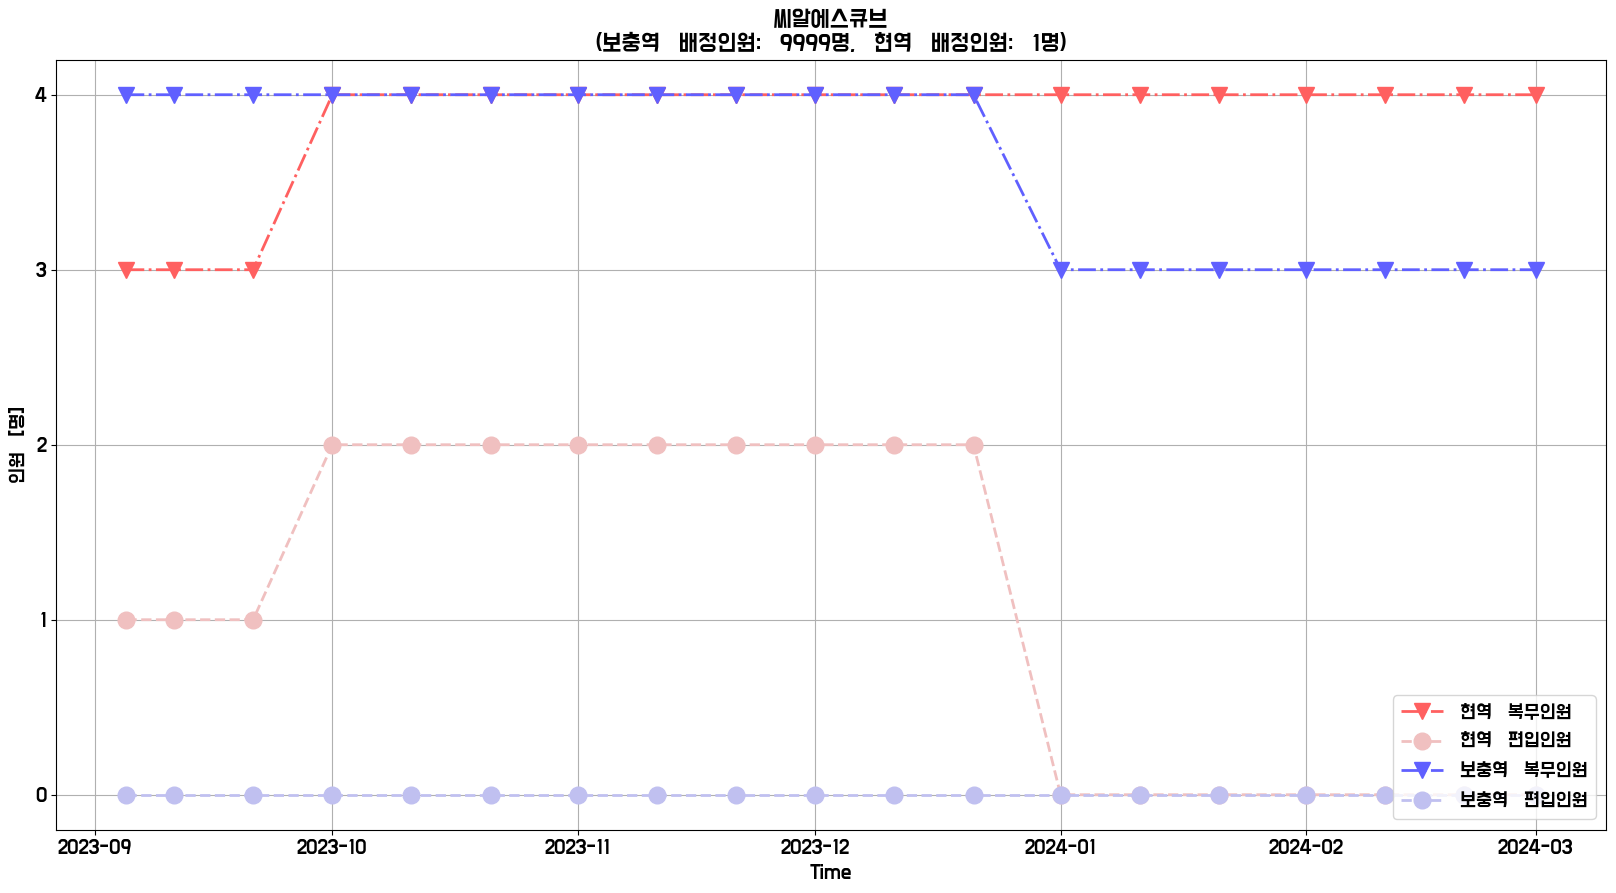 씨알에스큐브
(보충역 배정인원: 9999명, 현역 배정인원: 1명)
인원 [명]
4
3
2
1
0
2023-09 2023-10 2023-11 2023-12 2024-01 2024-02 2024-03
Time
현역 복무인원
현역 편입인원
보충역 복무인원
보충역 편입인원